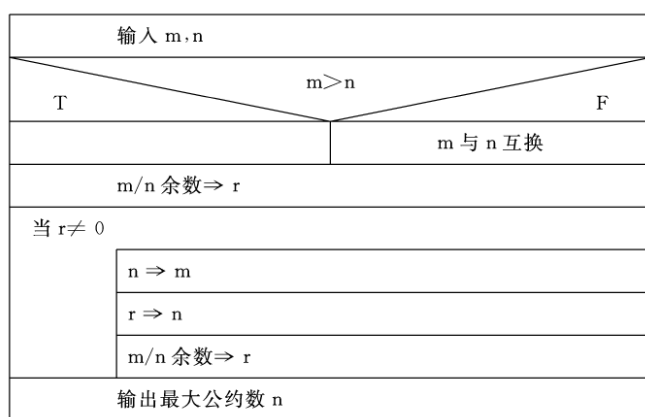 输入 m,n
m>n
T
F
m 与 n 互换
m/n 余数⇒ r
当 r≠ 0
n ⇒ m
r ⇒ n
m/n 余数⇒ r
输出最大公约数 n